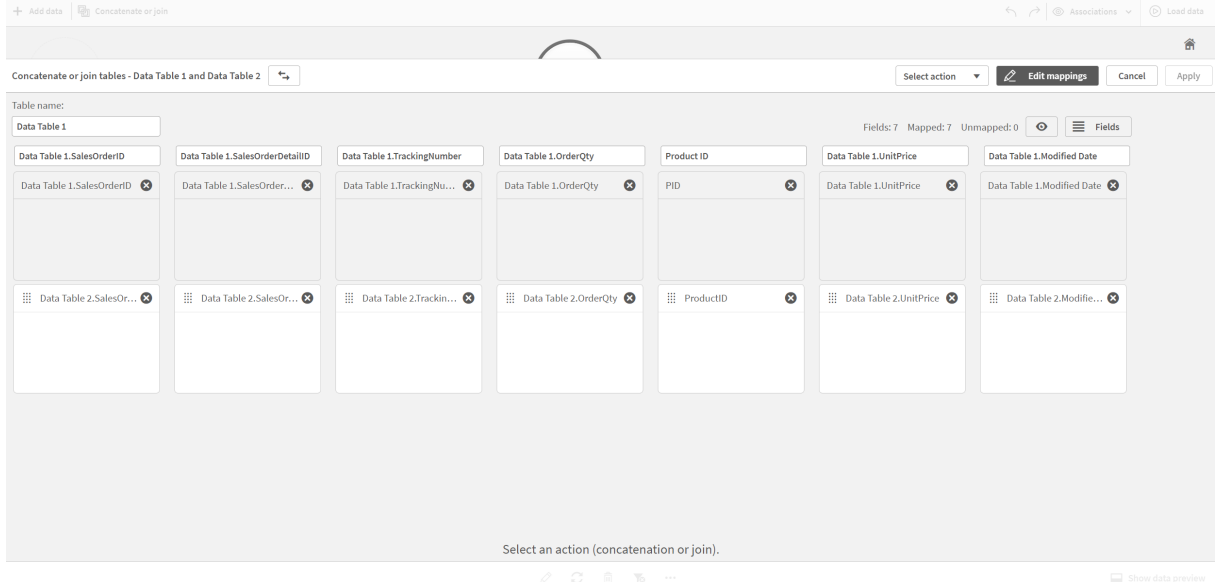 Add data Concatenate or join Associations Load data
Concatenate or join tables - Data Table 1 and Data Table 2 Select action Edit mappings Cancel Apply
Table name:
Data Table 1 Fields: 7 Mapped: 7 Unmapped: 0 Fields
Data Table 1.SalesOrderID Data Table 1.SalesOrderDetailID Data Table 1.TrackingNumber Data Table 1.OrderQty Product ID Data Table 1.UnitPrice Data Table 1.Modified Date
Data Table 1.SalesOrderID Data Table 1.SalesOrder... Data Table 1.TrackingNu... Data Table 1.OrderQty PID Data Table 1.UnitPrice Data Table 1.Modified Date
Data Table 2.SalesOr... Data Table 2.SalesOr... Data Table 2.Trackin... Data Table 2.OrderQty ProductID Data Table 2.UnitPrice Data Table 2.Modifie...
Select an action (concatenation or join).
Show data preview